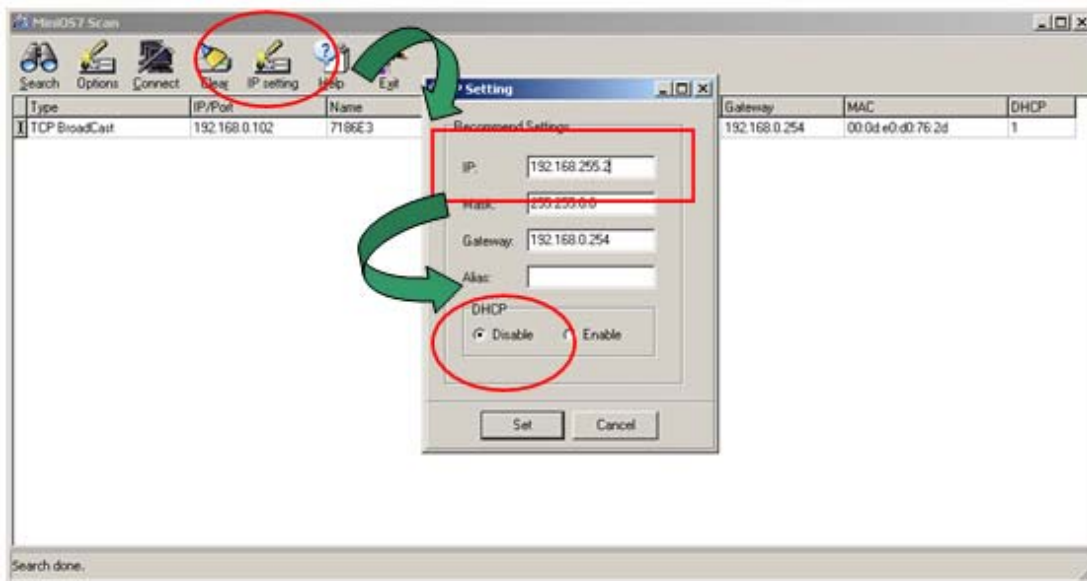 MiniOS7 Scan
Search Options Connect Clear IP setting Help Exit
Type IP/Port Name Gateway MAC DHCP
TCP BroadCast 192.168.0.102 7186E3 192.168.0.254 00:0d:e0:d0:76:2d 1
Setting
Recommend Settings
IP: 192.168.255.2
Mask: 255.255.0.0
Gateway: 192.168.0.254
Alias:
DHCP
Disable Enable
Set Cancel
Search done.